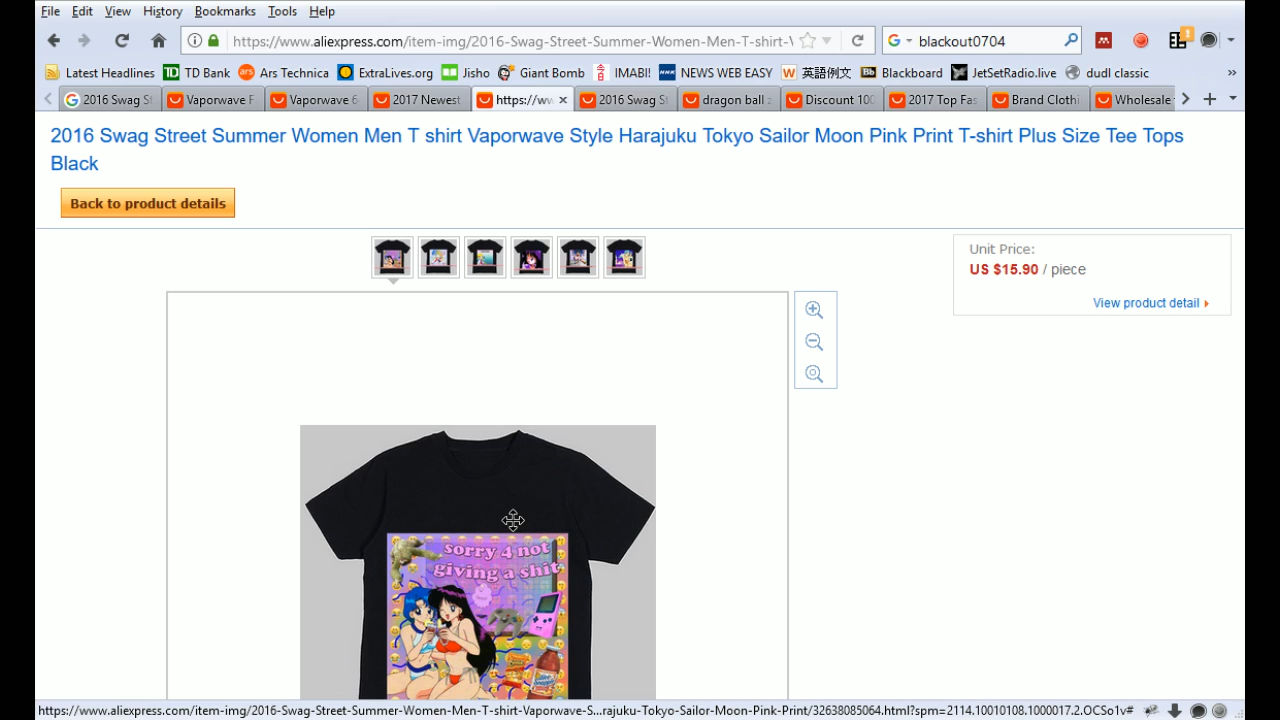 File Edit View History Bookmarks Tools Help
https://www.aliexpress.com/item-img/2016-Swag-Street-Summer-Women-Men-T-shirt-V
blackout0704
Latest Headlines TD Bank Ars Technica ExtraLives.org Jisho Giant Bomb IMABI! NEWS WEB EASY 英語例文 Blackboard JetSetRadio.live dudl classic
2016 Swag St Vaporwave F Vaporwave 6 2017 Newest https://ww 2016 Swag St dragon ball z Discount 100 2017 Top Fas Brand Clothi Wholesale
2016 Swag Street Summer Women Men T shirt Vaporwave Style Harajuku Tokyo Sailor Moon Pink Print T-shirt Plus Size Tee Tops
Black
Back to product details
Unit Price:
US $15.90 / piece
View product detail
sorry 4 not
giving a shit
https://www.aliexpress.com/item-img/2016-Swag-Street-Summer-Women-Men-T-shirt-Vaporwave-S...rajuku-Tokyo-Sailor-Moon-Pink-Print/32638085064.html?spm=2114.10010108.1000017.2.OCSo1v#